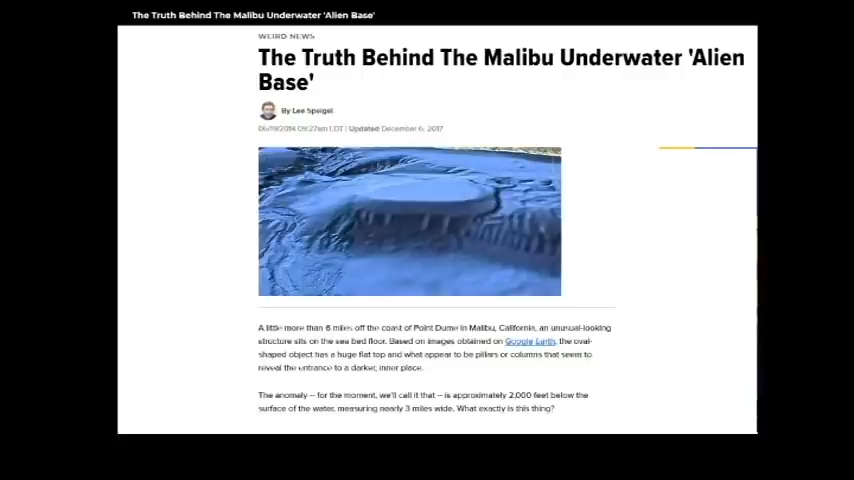 The Truth Behind The Malibu Underwater 'Alien Base'
WEIRD NEWS
The Truth Behind The Malibu Underwater 'Alien
Base'
By Lee Speigel
06/19/2014 09:27am EDT | Updated December 6, 2017
A little more than 6 miles off the coast of Point Dume in Malibu, California, an unusual-looking
structure sits on the sea bed floor. Based on images obtained on Google Earth, the oval-
shaped object has a huge flat top and what appear to be pillars or columns that seem to
reveal the entrance to a darker, inner place.
The anomaly – for the moment, we'll call it that – is approximately 2,000 feet below the
surface of the water, measuring nearly 3 miles wide. What exactly is this thing?